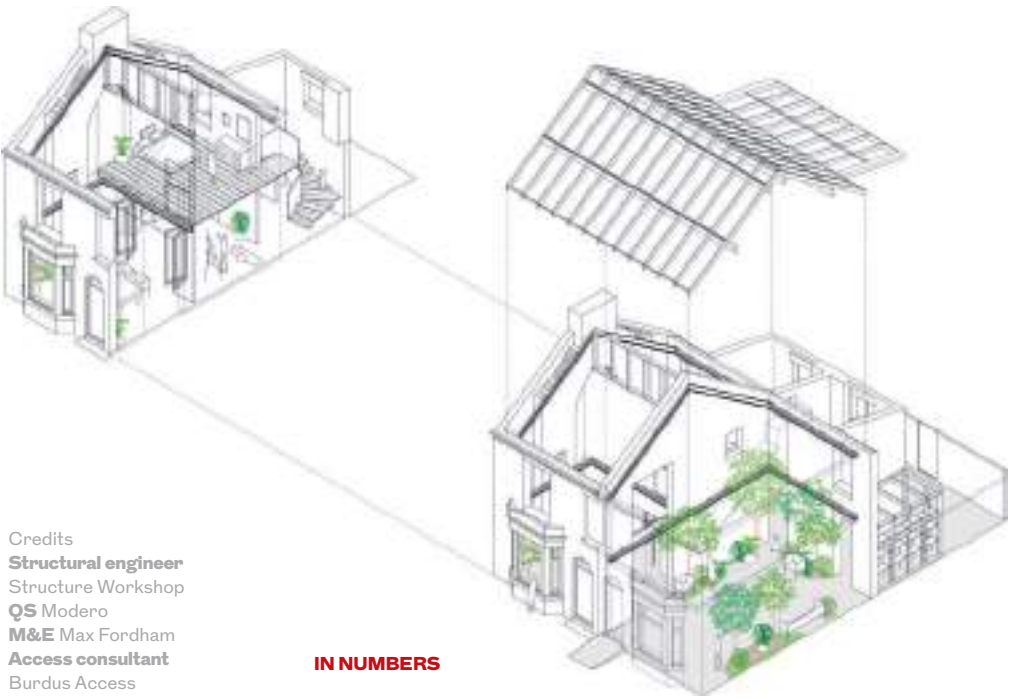 Credits
Structural engineer
Structure Workshop
QS Modero
M&E Max Fordham
Access consultant
Burdus Access
IN NUMBERS